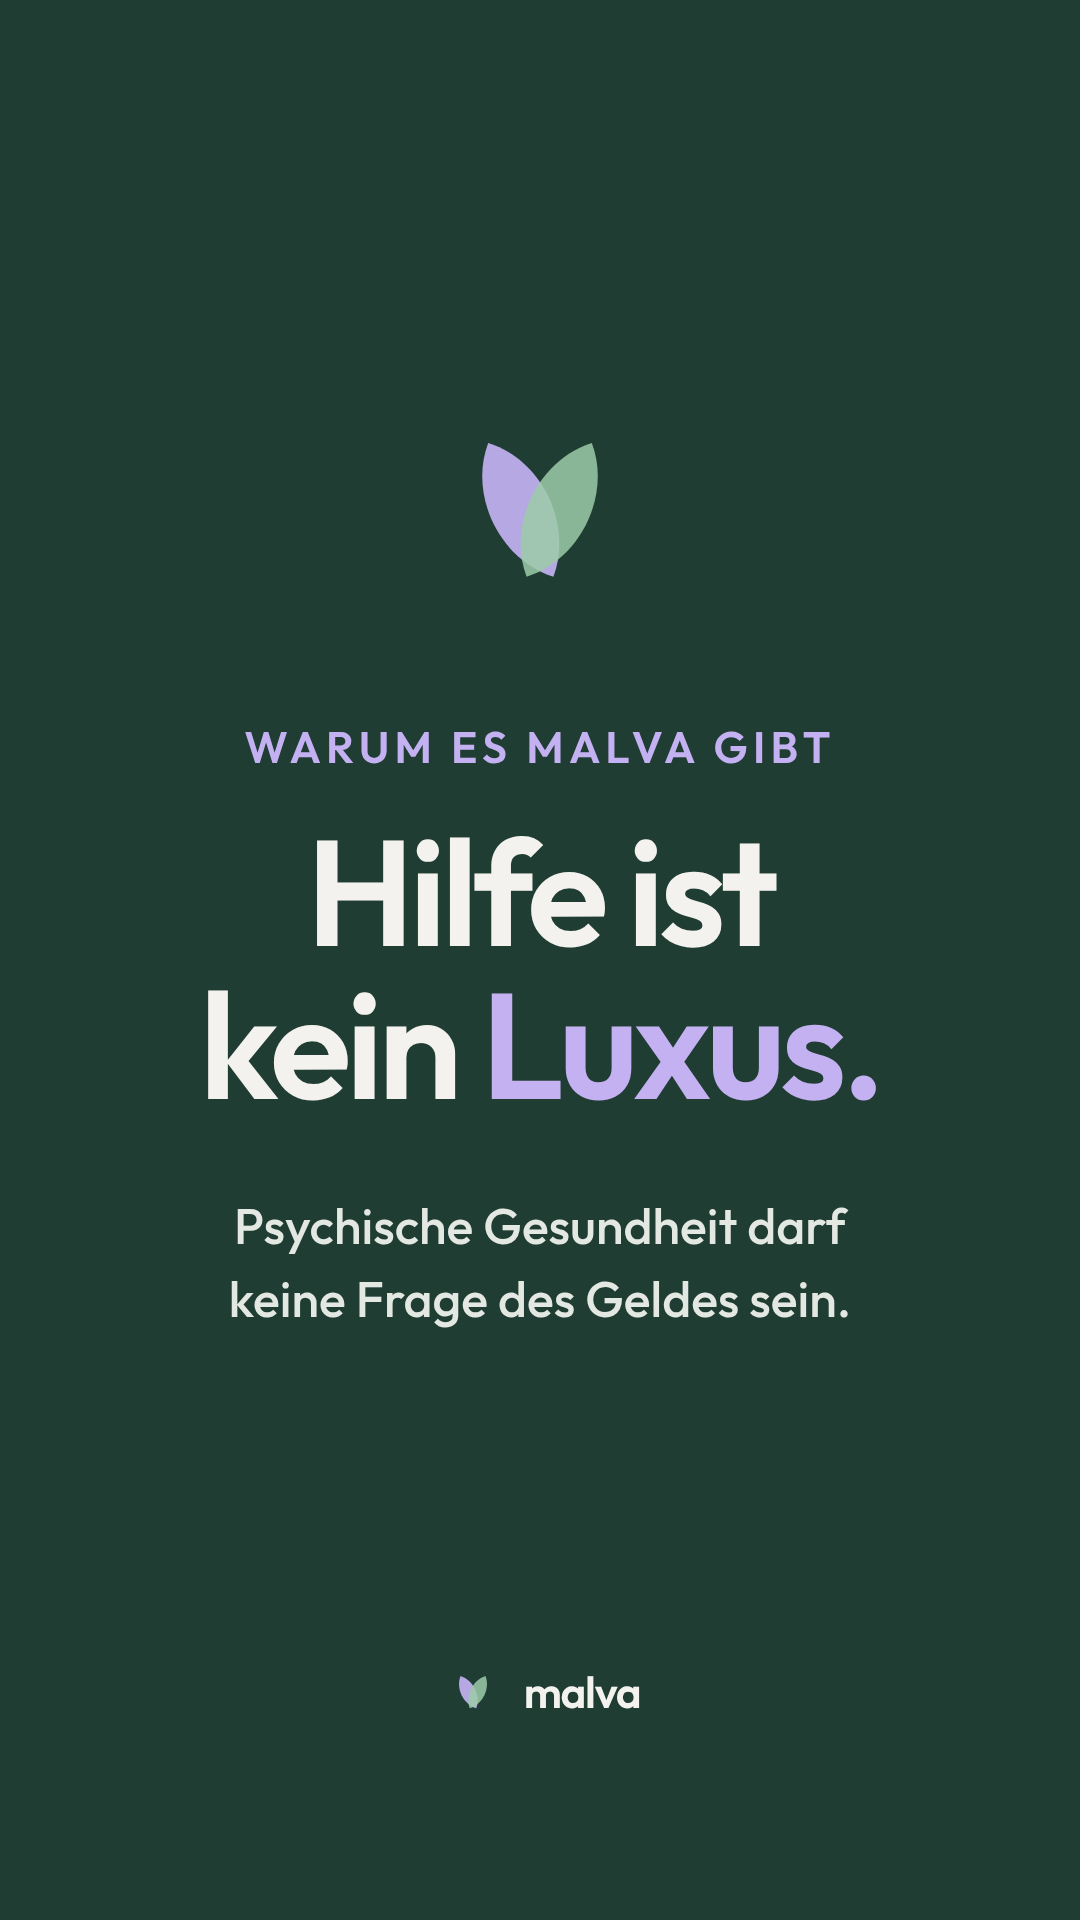 WARUM ES MALVA GIBT
Hilfe ist
kein Luxus.
Psychische Gesundheit darf
keine Frage des Geldes sein.
malva